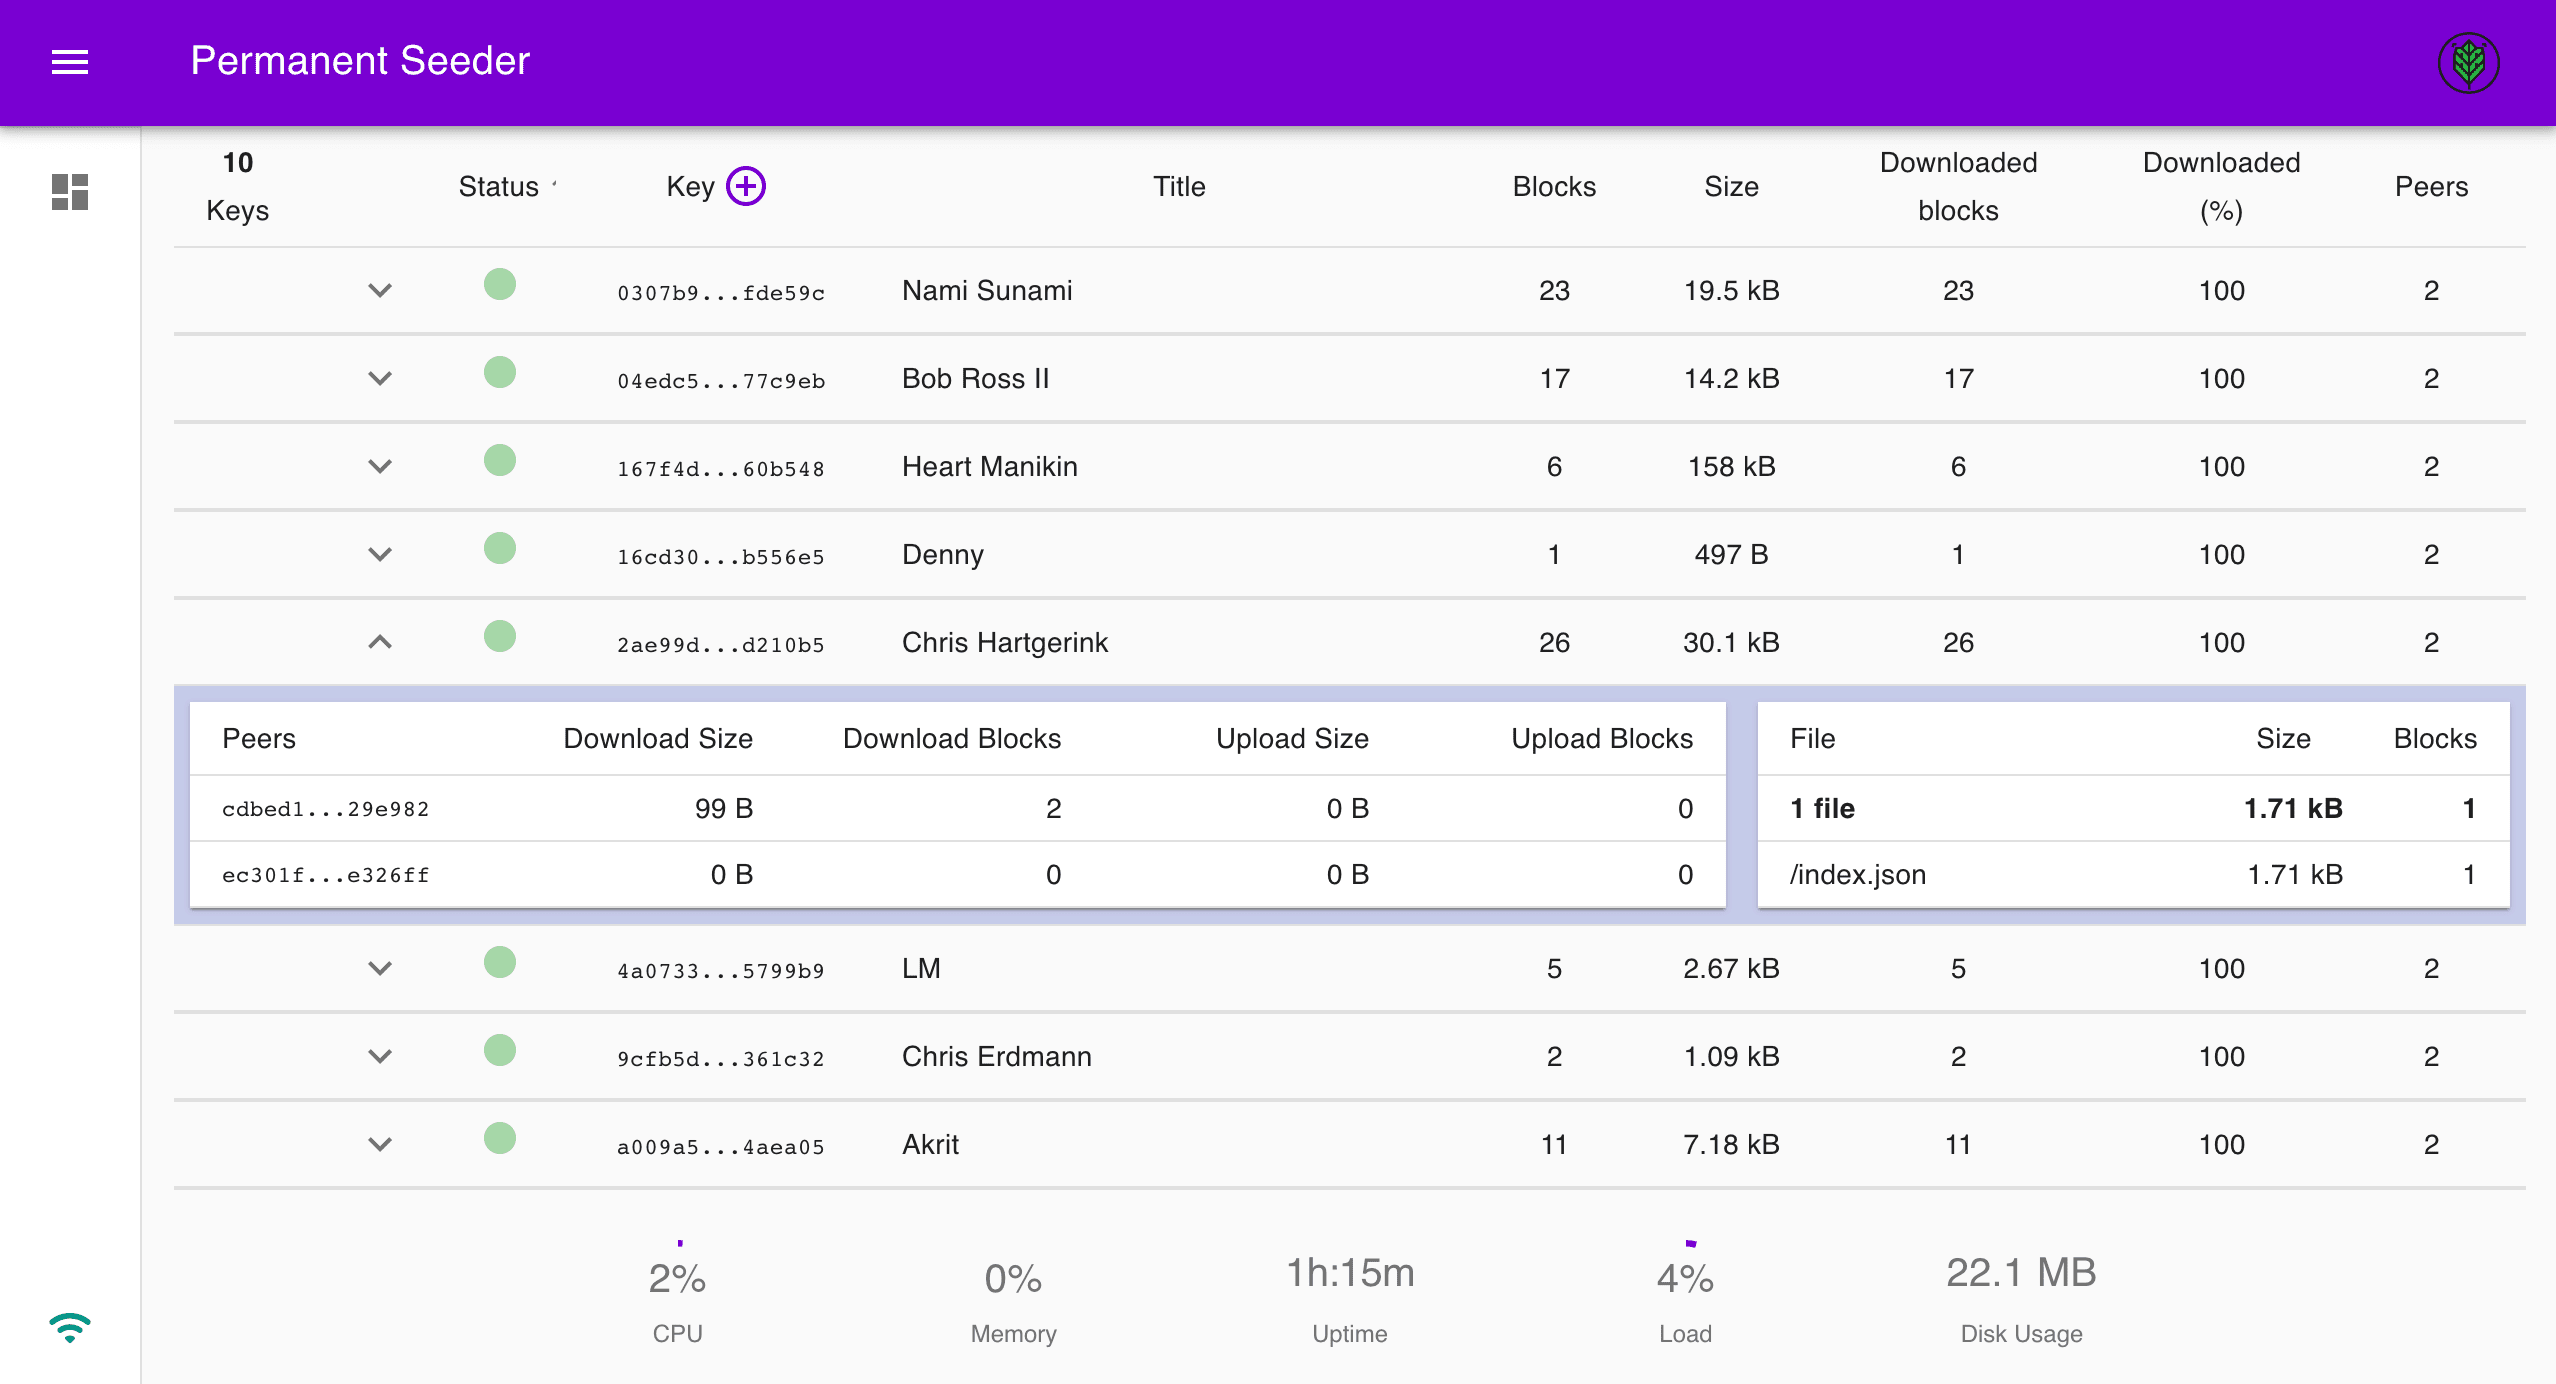 Permanent Seeder
10 Keys Status Key Title Blocks Size Downloaded blocks Downloaded (%) Peers
0307b9...fde59c Nami Sunami 23 19.5 kB 23 100 2
04edc5...77c9eb Bob Ross II 17 14.2 kB 17 100 2
167f4d...60b548 Heart Manikin 6 158 kB 6 100 2
16cd30...b556e5 Denny 1 497 B 1 100 2
2ae99d...d210b5 Chris Hartgerink 26 30.1 kB 26 100 2
Peers Download Size Download Blocks Upload Size Upload Blocks File Size Blocks
cdbed1...29e982 99 B 2 0 B 0 1 file 1.71 kB 1
ec301f...e326ff 0 B 0 0 B 0 /index.json 1.71 kB 1
4a0733...5799b9 LM 5 2.67 kB 5 100 2
9cfb5d...361c32 Chris Erdmann 2 1.09 kB 2 100 2
a009a5...4aea05 Akrit 11 7.18 kB 11 100 2
2% 0% 1h:15m 4% 22.1 MB
CPU Memory Uptime Load Disk Usage